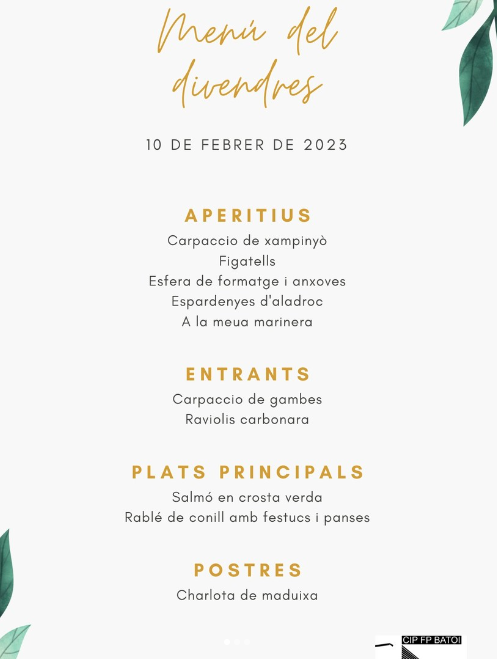 Menú del
divendres
10 DE FEBRER DE 2023
APERITIUS
Carpaccio de xampinyò
Figatells
Esfera de formatge i anxoves
Espardenyes d'aladroc
A la meua marinera
ENTRANTS
Carpaccio de gambes
Raviolis carbonara
PLATS PRINCIPALS
Salmó en crosta verda
Rablé de conill amb festucs i panses
POSTRES
Charlota de maduixa
CIP FP BATOI